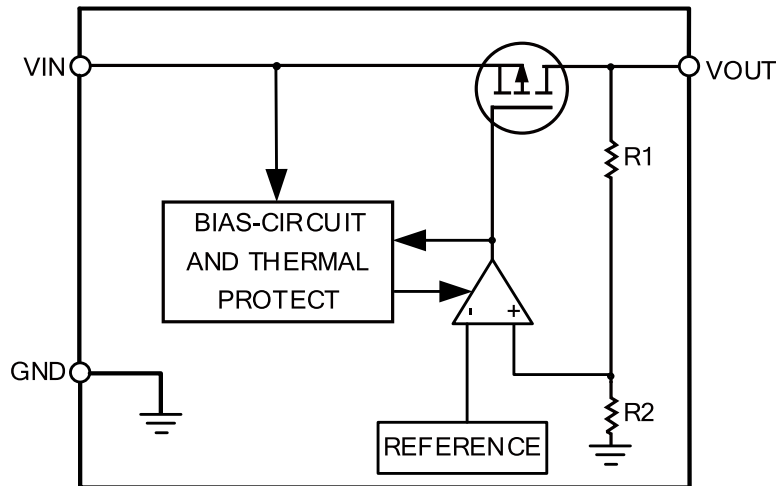 VIN
VOUT
R1
BIAS-CIRCUIT
AND THERMAL
PROTECT
- +
GND
R2
REFERENCE